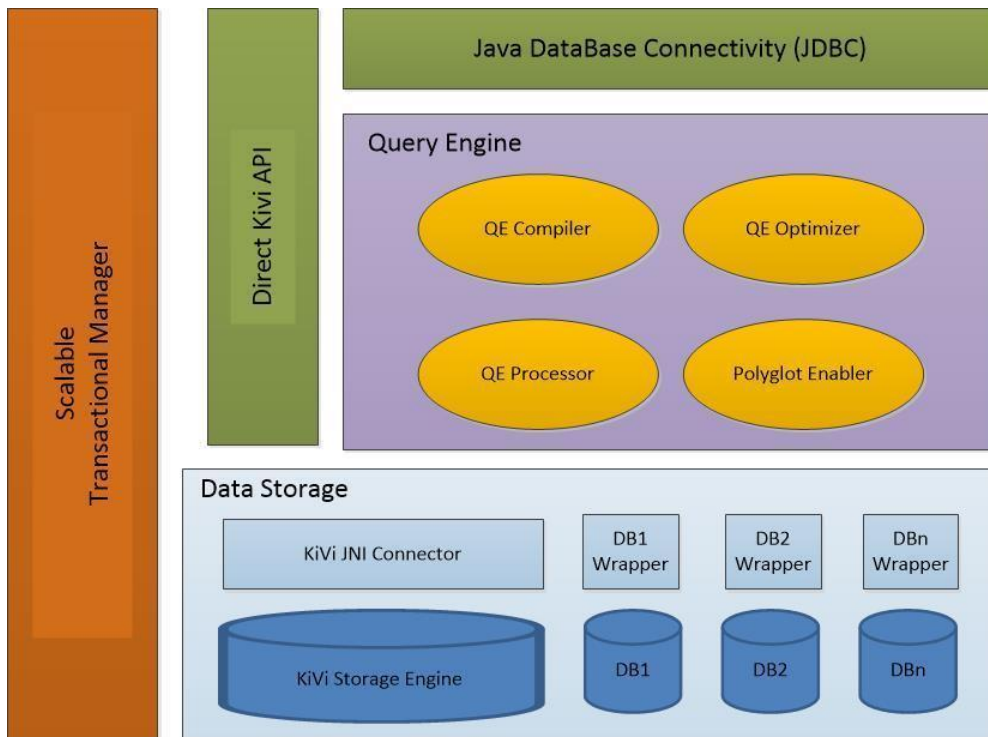 Scalable
Transactional Manager
Direct Kivi API
Java DataBase Connectivity (JDBC)
Query Engine
QE Compiler
QE Optimizer
QE Processor
Polyglot Enabler
Data Storage
KiVi JNI Connector
DB1
Wrapper
DB2
Wrapper
DBn
Wrapper
KiVi Storage Engine
DB1
DB2
DBn